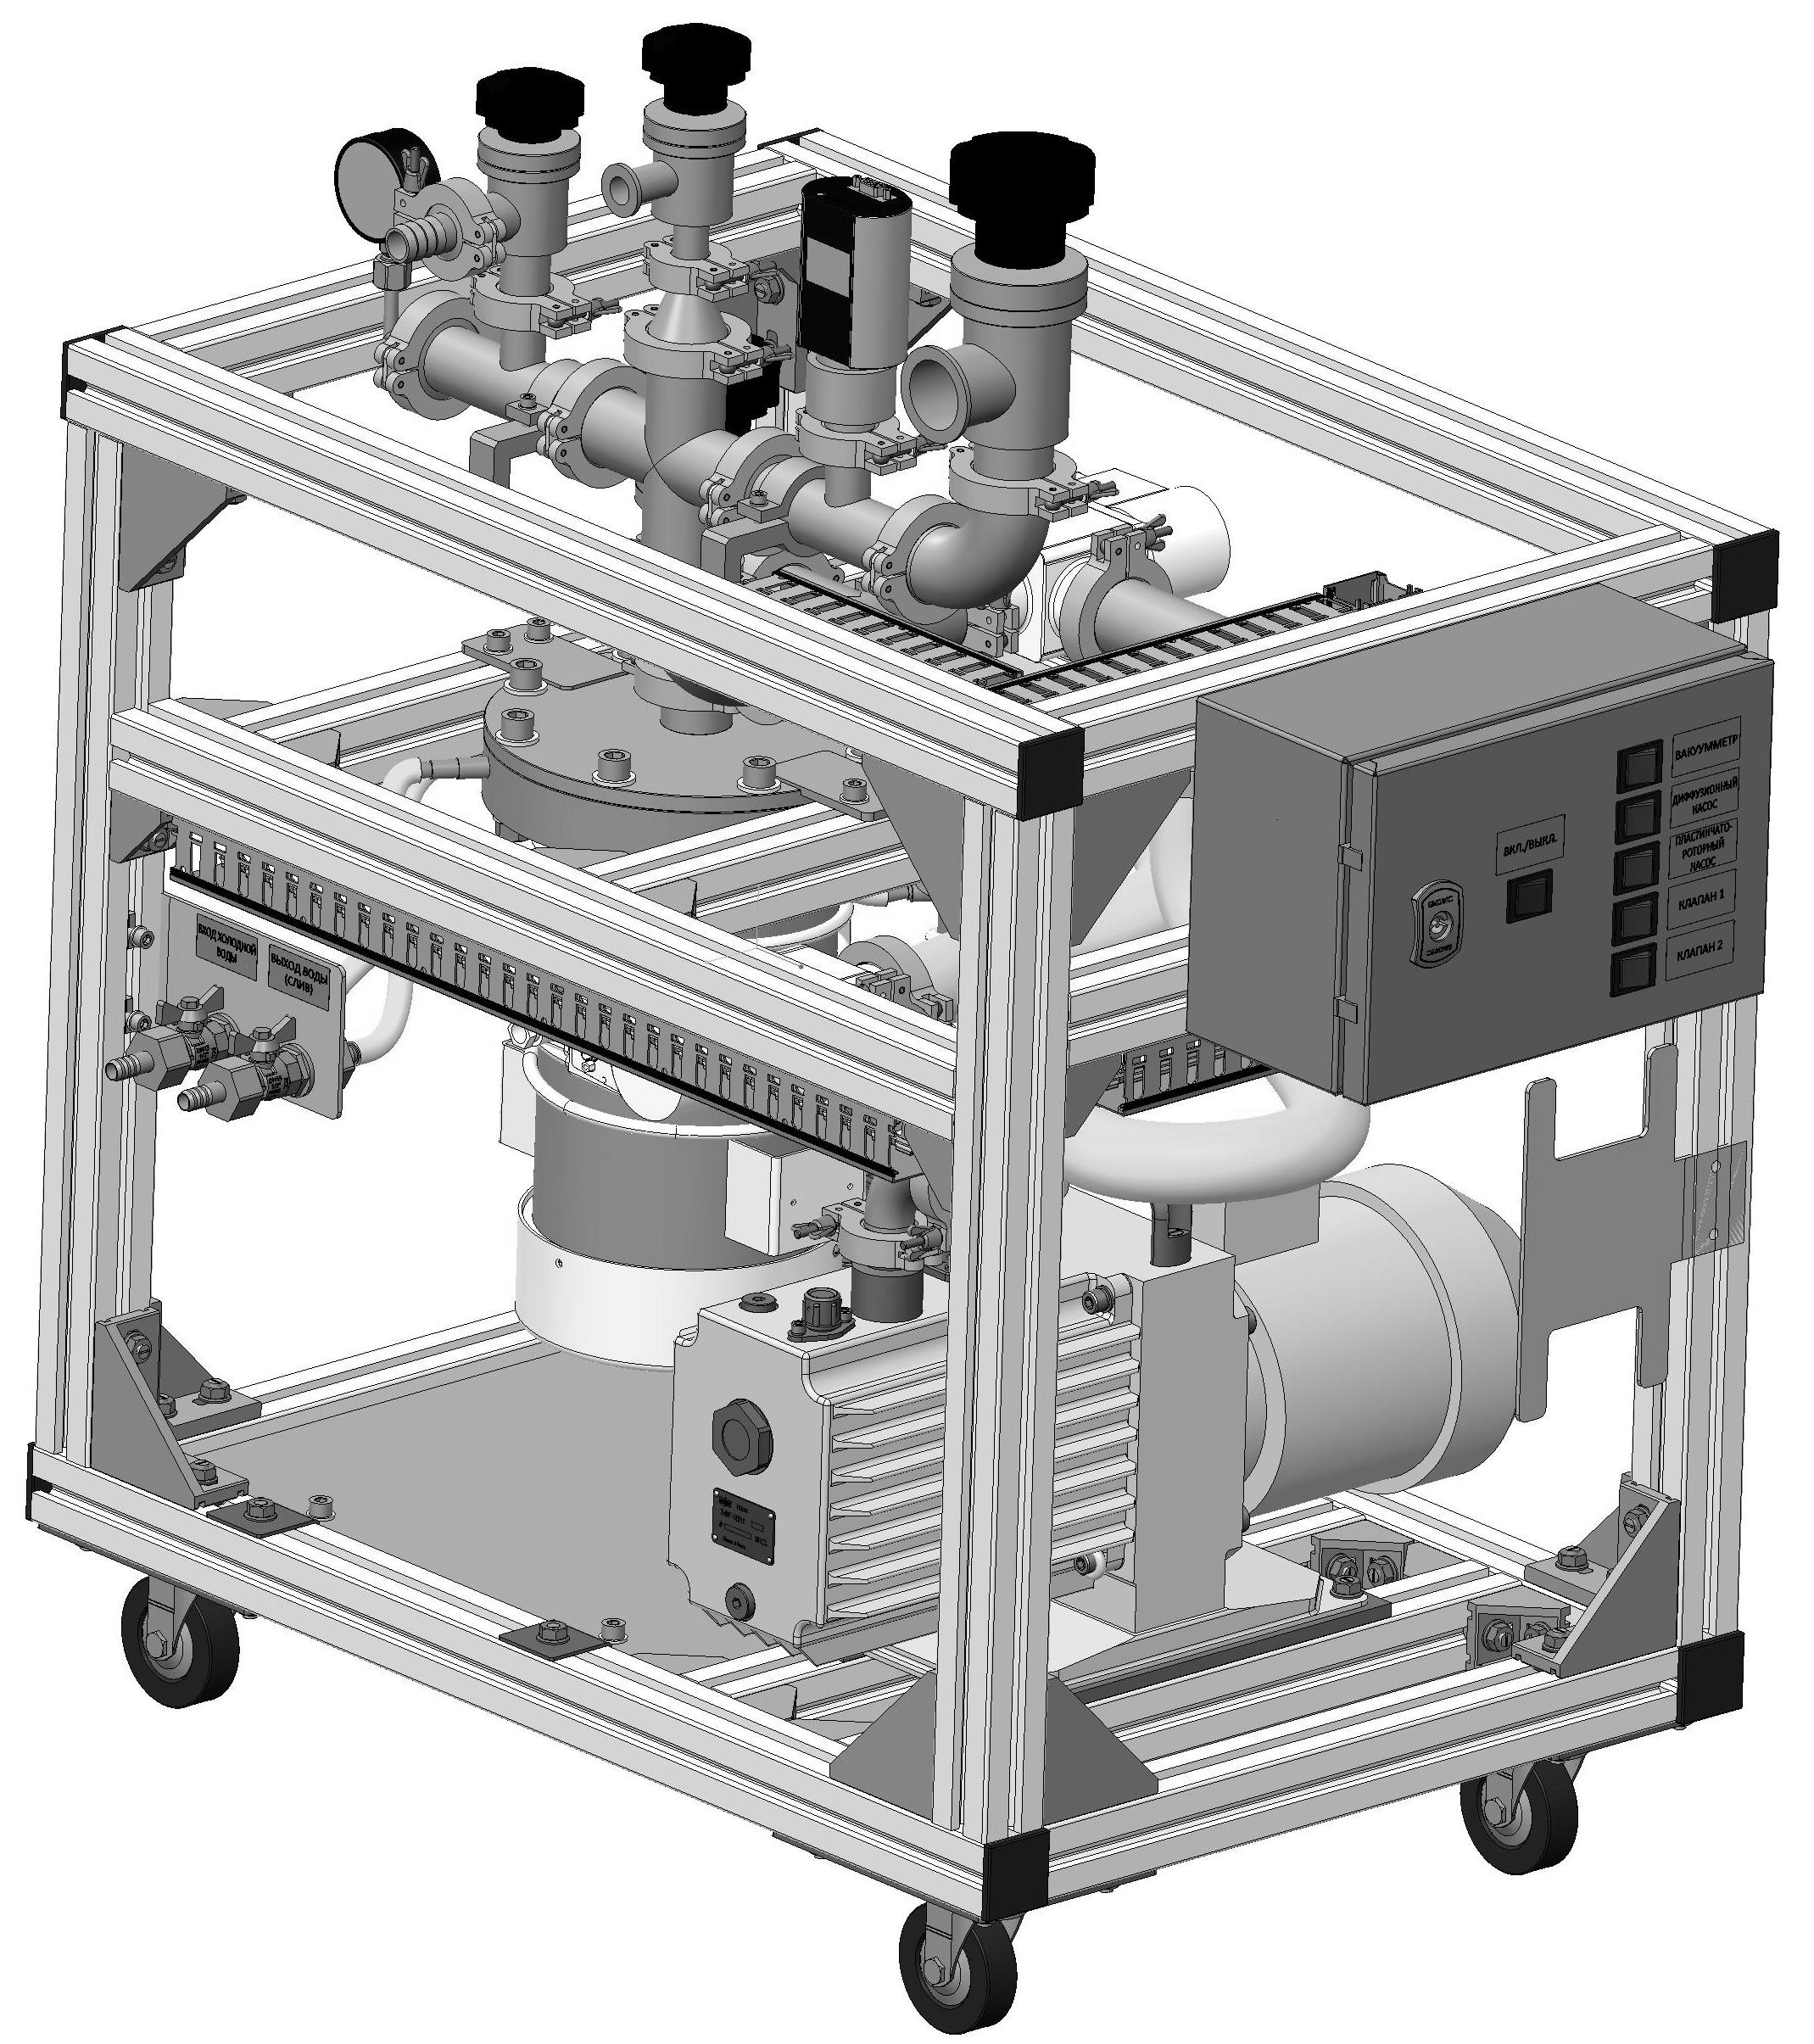 ВАКУУММЕТР
ДИФФУЗИОННЫЙ
НАСОС
ПЛАСТИНЧАТО-
РОТОРНЫЙ
НАСОС
КЛАПАН 1
КЛАПАН 2
ВКЛ./ВЫКЛ.
ВХОД ХОЛОДНОЙ
ВОДЫ
ВЫХОД ВОДЫ
(СЛИВ)